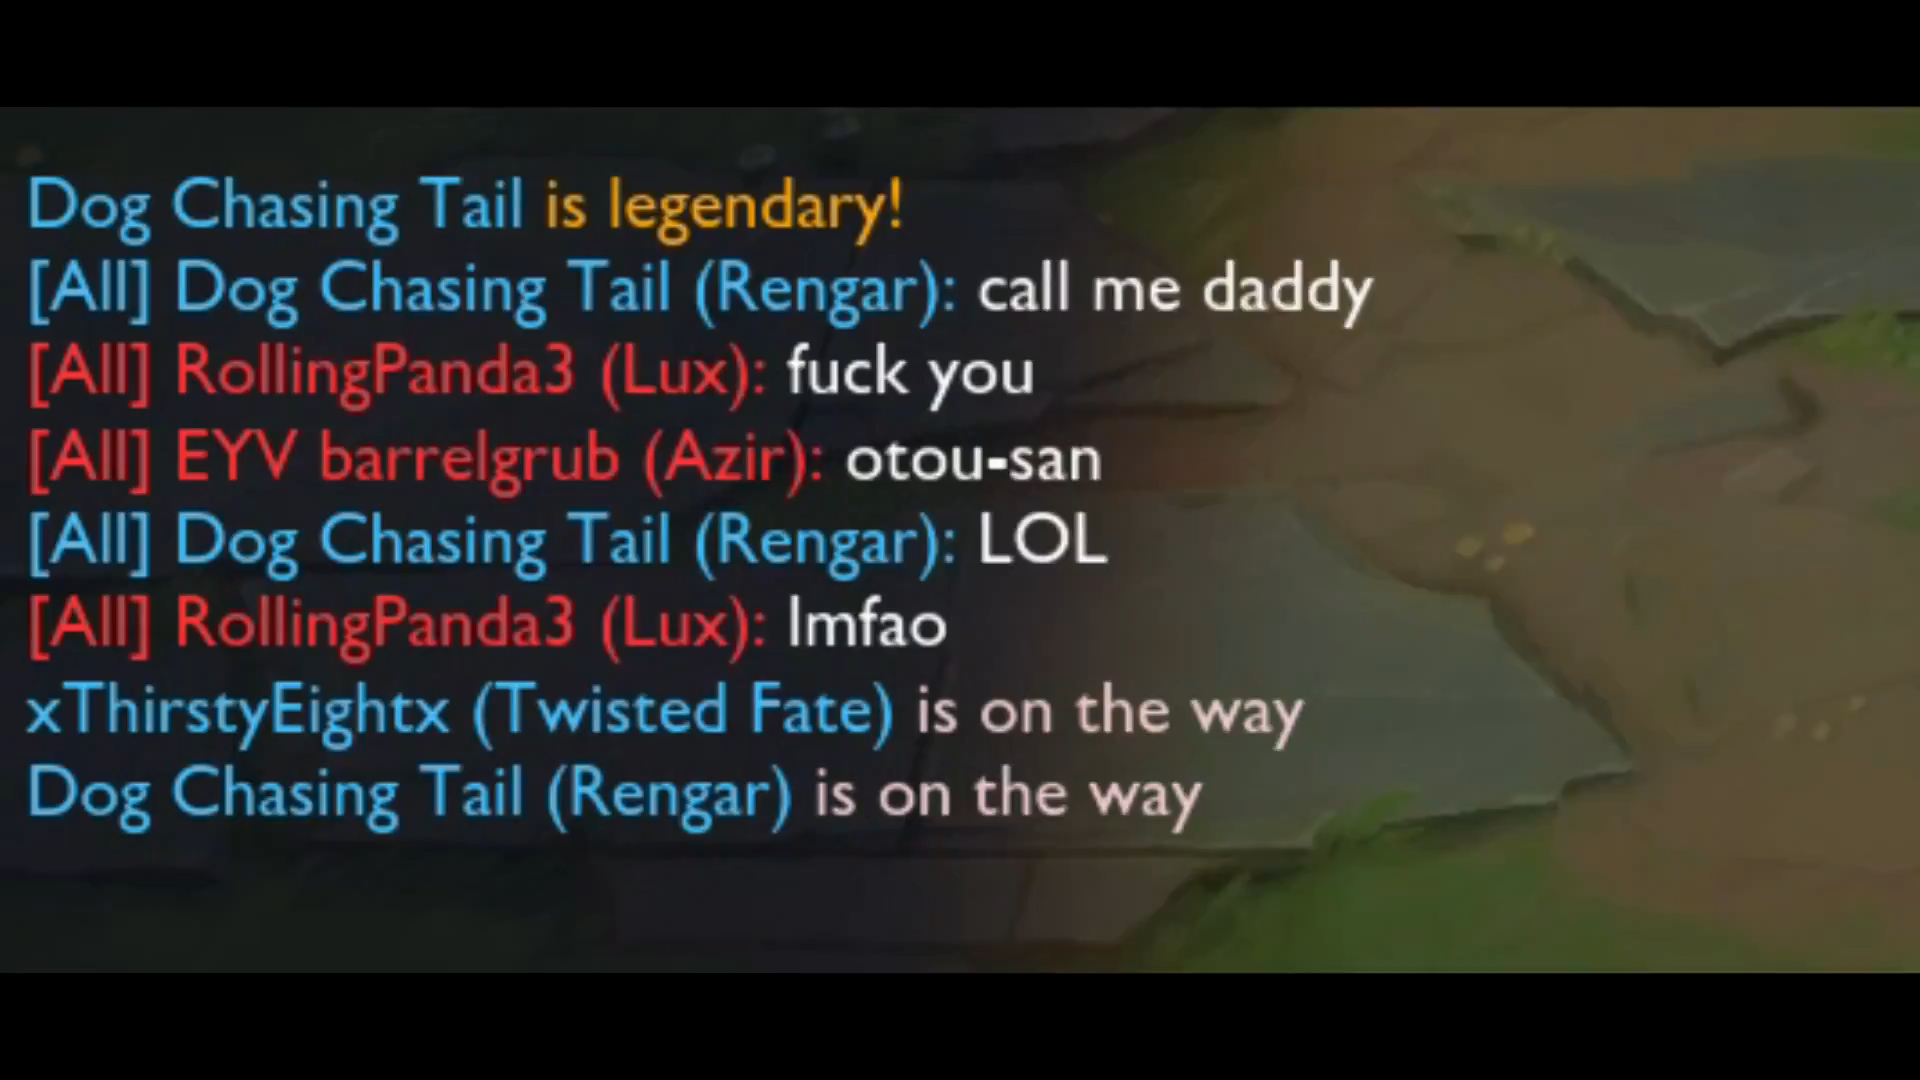 Dog Chasing Tail is legendary!
[All] Dog Chasing Tail (Rengar): call me daddy
[All] RollingPanda3 (Lux): fuck you
[All] EYV barrelgrub (Azir): otou-san
[All] Dog Chasing Tail (Rengar): LOL
[All] RollingPanda3 (Lux): lmfao
xThirstyEightx (Twisted Fate) is on the way
Dog Chasing Tail (Rengar) is on the way